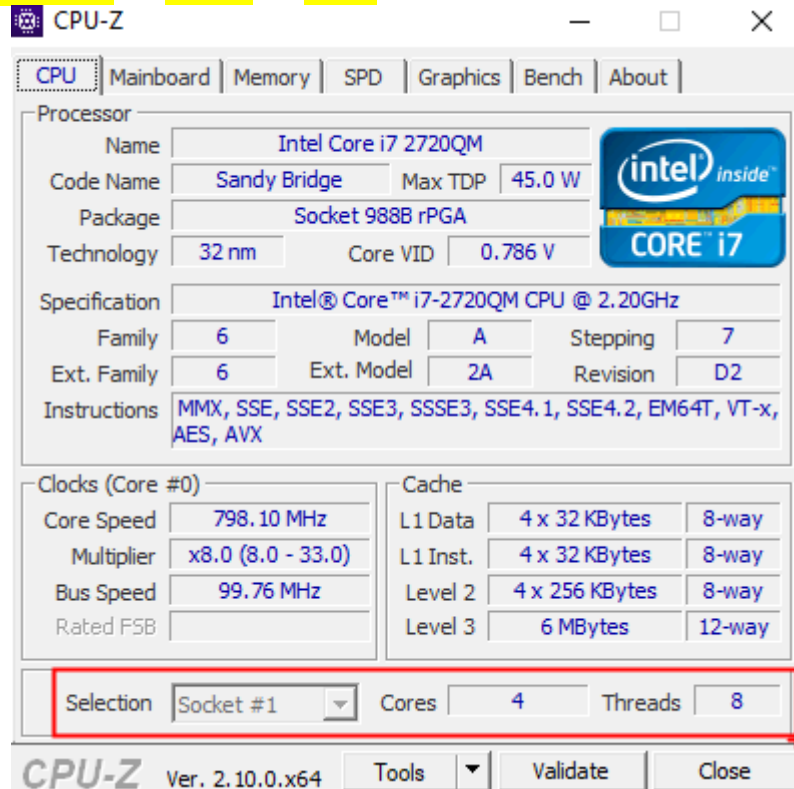 CPU-Z
CPU Mainboard Memory SPD Graphics Bench About
Processor
Name Intel Core i7 2720QM
Code Name Sandy Bridge Max TDP 45.0 W
Package Socket 988B rPGA
Technology 32 nm Core VID 0.786 V
intel inside™
CORE™ i7
Specification Intel® Core™ i7-2720QM CPU @ 2.20GHz
Family 6 Model A Stepping 7
Ext. Family 6 Ext. Model 2A Revision D2
Instructions MMX, SSE, SSE2, SSE3, SSSE3, SSE4.1, SSE4.2, EM64T, VT-x,
AES, AVX
Clocks (Core #0)
Core Speed 798.10 MHz
Multiplier x8.0 (8.0 - 33.0)
Bus Speed 99.76 MHz
Rated FSB
Cache
L1 Data 4 x 32 KBytes 8-way
L1 Inst. 4 x 32 KBytes 8-way
Level 2 4 x 256 KBytes 8-way
Level 3 6 MBytes 12-way
Selection Socket #1 Cores 4 Threads 8
CPU-Z Ver. 2.10.0.x64 Tools Validate Close